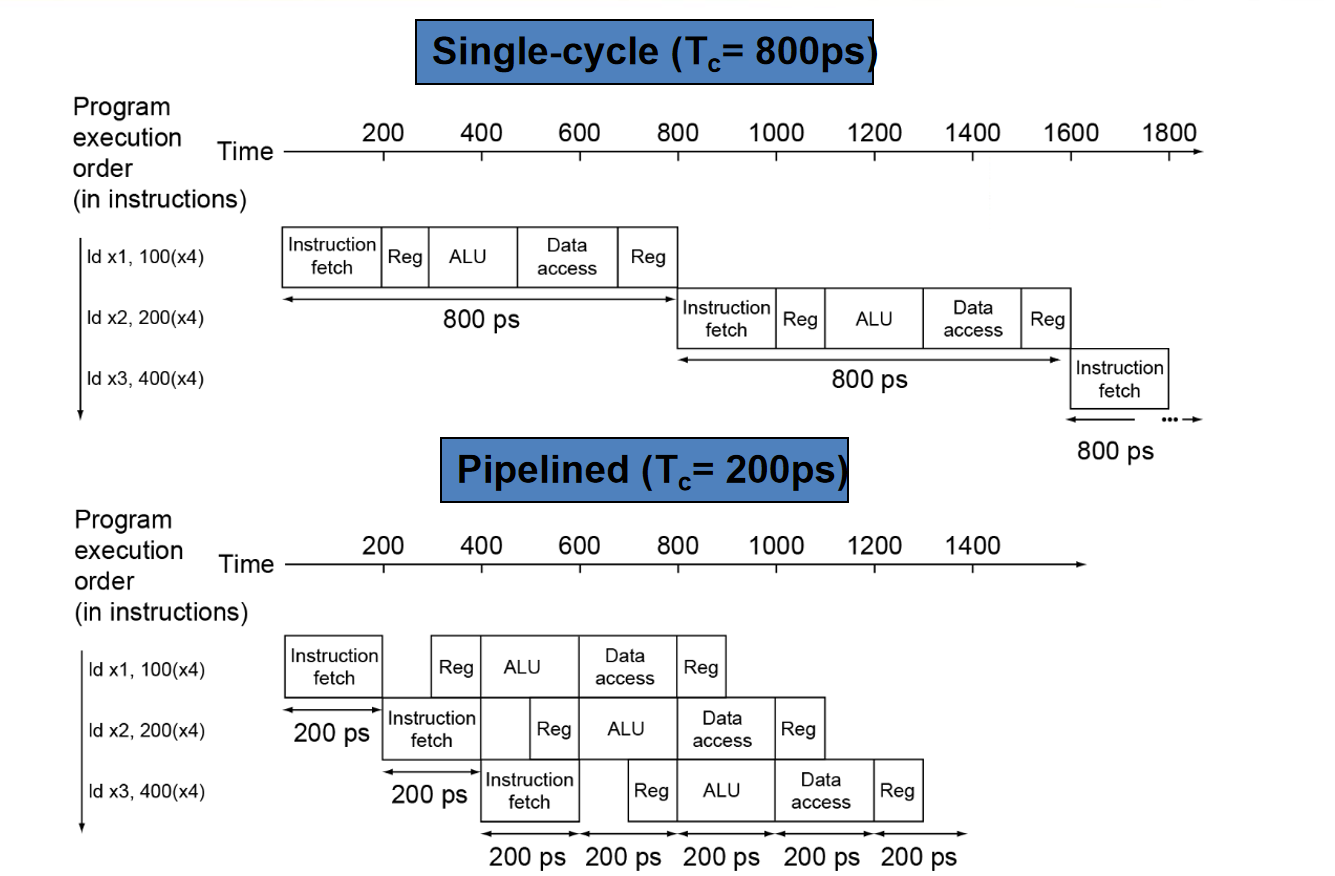 Single-cycle (Tc= 800ps)
Program
execution
order
(in instructions)
Time
200 400 600 800 1000 1200 1400 1600 1800
ld x1, 100(x4)
Instruction
fetch
Reg
ALU
Data
access
Reg
800 ps
ld x2, 200(x4)
Instruction
fetch
Reg
ALU
Data
access
Reg
800 ps
ld x3, 400(x4)
Instruction
fetch
...
800 ps
Pipelined (Tc= 200ps)
Program
execution
order
(in instructions)
Time
200 400 600 800 1000 1200 1400
ld x1, 100(x4)
Instruction
fetch
Reg
ALU
Data
access
Reg
200 ps
ld x2, 200(x4)
Instruction
fetch
Reg
ALU
Data
access
Reg
200 ps
ld x3, 400(x4)
Instruction
fetch
Reg
ALU
Data
access
Reg
200 ps 200 ps 200 ps 200 ps 200 ps